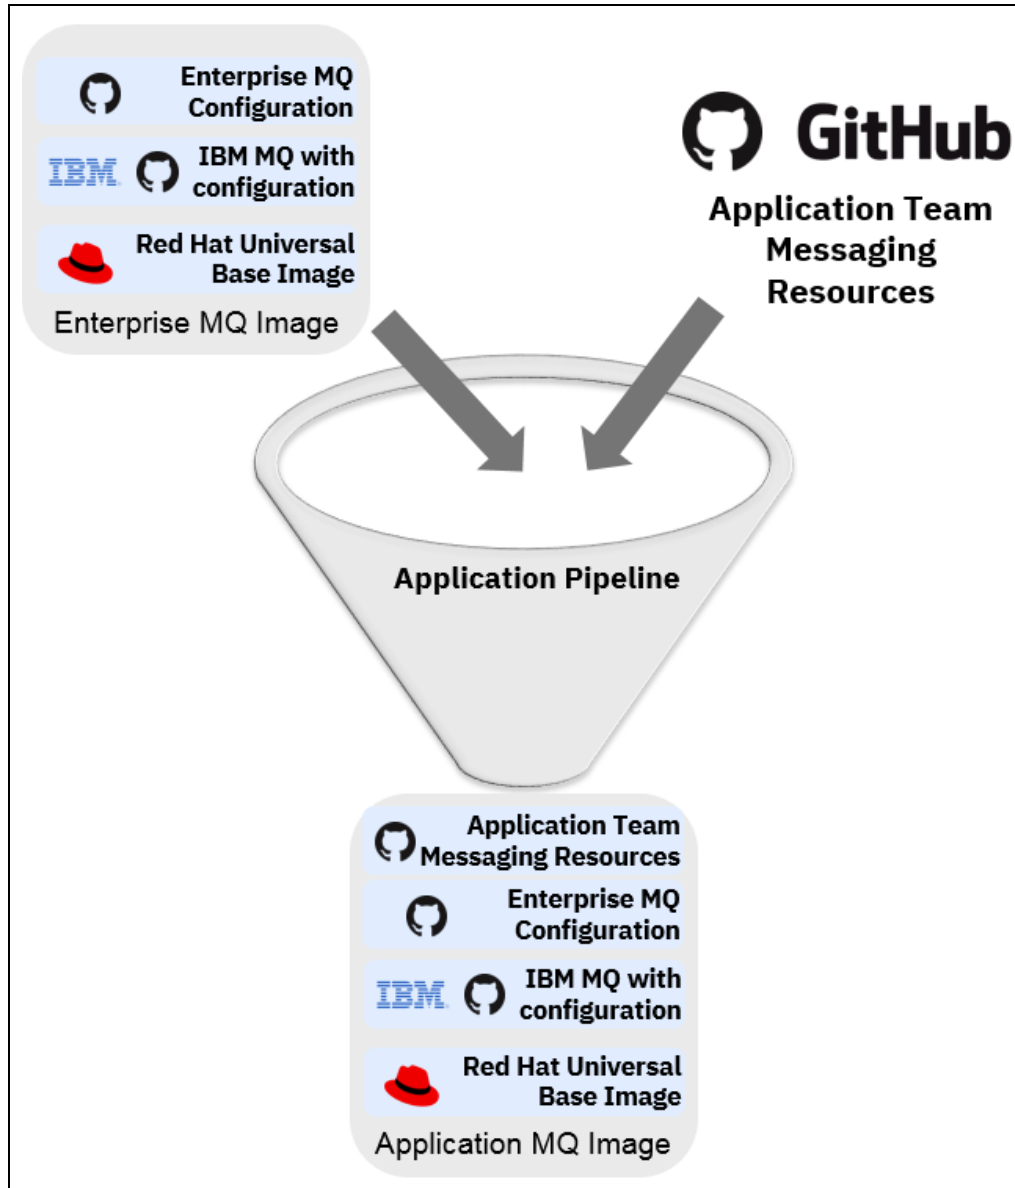 Enterprise MQ
Configuration
IBM
IBM MQ with
configuration
Red Hat Universal
Base Image
Enterprise MQ Image
GitHub
Application Team
Messaging
Resources
Application Pipeline
Application Team
Messaging Resources
Enterprise MQ
Configuration
IBM
IBM MQ with
configuration
Red Hat Universal
Base Image
Application MQ Image